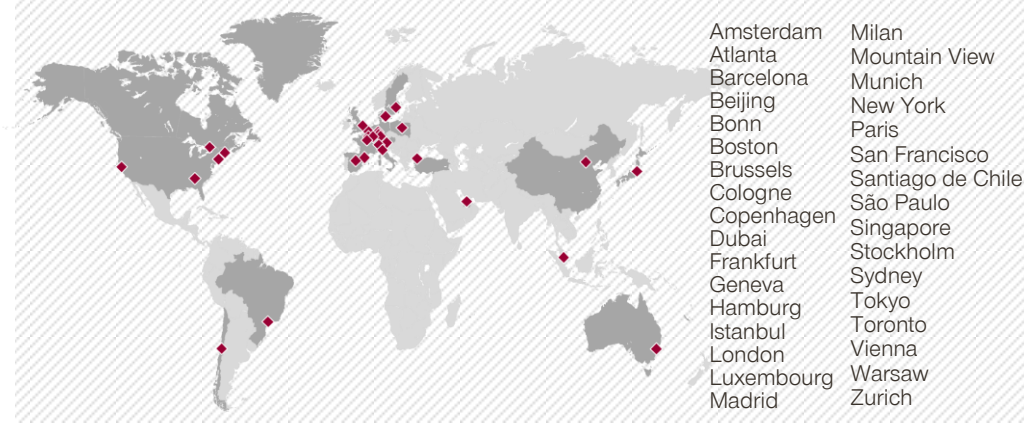 Amsterdam
Atlanta
Barcelona
Beijing
Bonn
Boston
Brussels
Cologne
Copenhagen
Dubai
Frankfurt
Geneva
Hamburg
Istanbul
London
Luxembourg
Madrid
Milan
Mountain View
Munich
New York
Paris
San Francisco
Santiago de Chile
São Paulo
Singapore
Stockholm
Sydney
Tokyo
Toronto
Vienna
Warsaw
Zurich